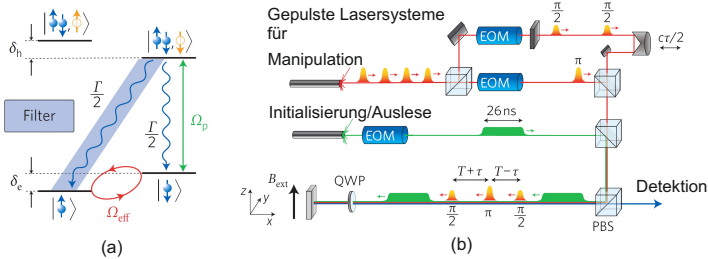 δh
Γ
2
Γ
2
Filter
Ωp
δe
Ωeff
(a)
Gepulste Lasersysteme
für
Manipulation
EOM
π
2
π
2
cτ/2
EOM
π
Initialisierung/Auslese
26 ns
EOM
Bext
QWP
T+τ
T−τ
z
y
x
π
2
π
π
2
Detektion
PBS
(b)